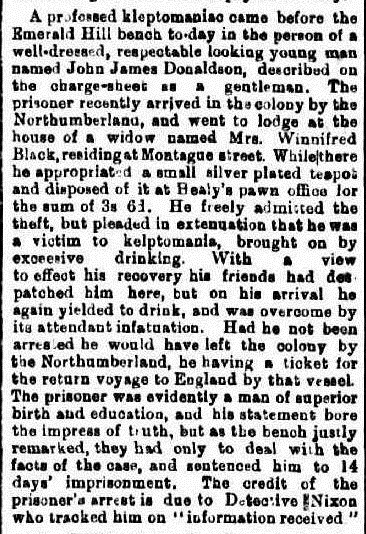 A professed kleptomaniac came before the
Emerald Hill bench to-day in the person of a
well-dressed, respectable looking young man
named John James Donaldson, described on
the charge-sheet as a gentleman. The
prisoner recently arrived in the colony by the
Northumberland, and went to lodge at the
house of a widow named Mrs. Winnifred
Black, residing at Montague street. While there
he appropriated a small silver plated teapot
and disposed of it at Healy's pawn office for
the sum of 3s 6d. He freely admitted the
theft, but pleaded in extenuation that he was
a victim to kelptomania, brought on by
excessive drinking. With a view
to effect his recovery his friends had des
patched him here, but on his arrival he
again yielded to drink, and was overcome by
its attendant infatuation. Had he not been
arrested he would have left the colony by
the Northumberland, he having a ticket for
the return voyage to England by that vessel.
The prisoner was evidently a man of superior
birth and education, and his statement bore
the impress of truth, but as the bench justly
remarked, they had only to deal with the
facts of the case, and sentenced him to 14
days' imprisonment. The credit of the
prisoner's arrest is due to Detective Nixon
who tracked him on "information received"